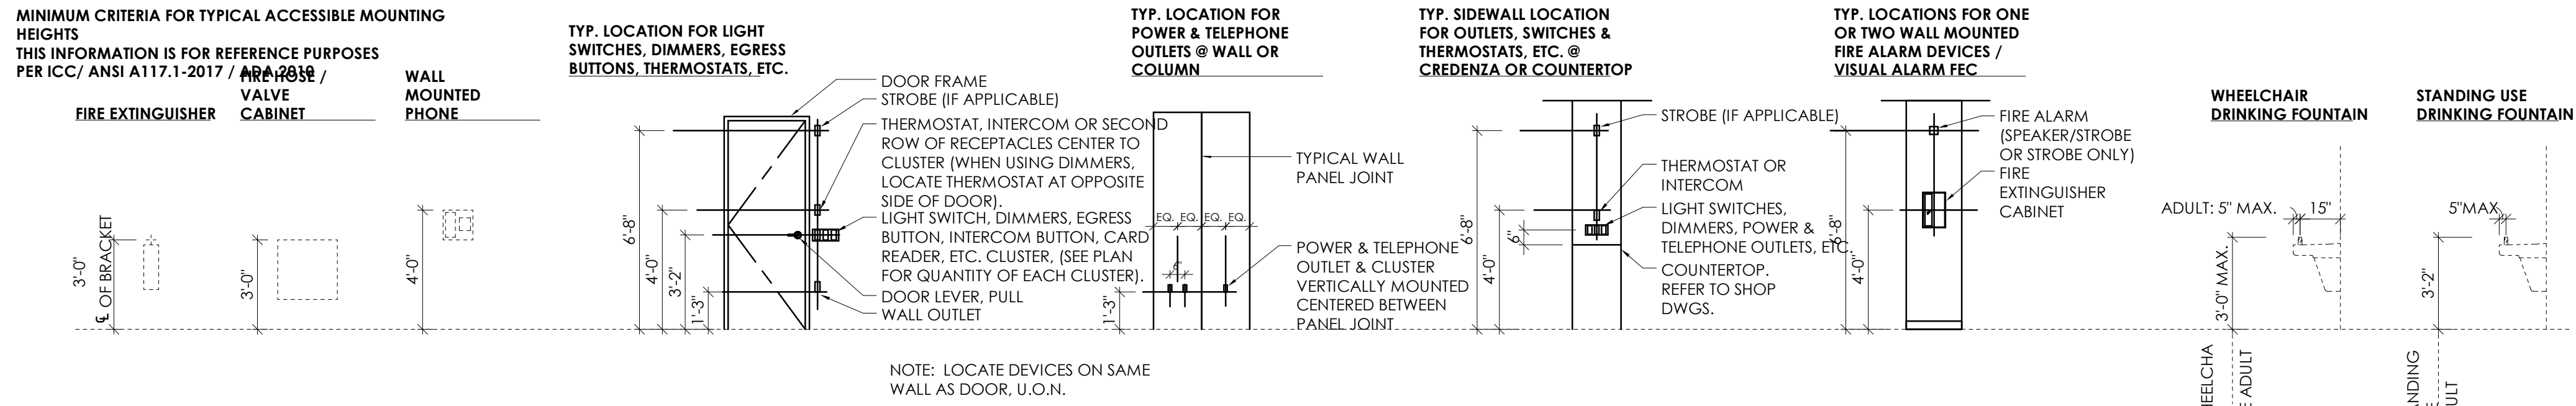 MINIMUM CRITERIA FOR TYPICAL ACCESSIBLE MOUNTING
HEIGHTS
THIS INFORMATION IS FOR REFERENCE PURPOSES
PER ICC/ ANSI A117.1-2017 / ADA 2010
FIRE EXTINGUISHER
3'-0"
℄ OF BRACKET
FIRE HOSE /
VALVE
CABINET
3'-0"
WALL
MOUNTED
PHONE
4'-0"
TYP. LOCATION FOR LIGHT
SWITCHES, DIMMERS, EGRESS
BUTTONS, THERMOSTATS, ETC.
6'-8"
4'-0"
3'-2"
1'-3"
DOOR FRAME
STROBE (IF APPLICABLE)
THERMOSTAT, INTERCOM OR SECOND
ROW OF RECEPTACLES CENTER TO
CLUSTER (WHEN USING DIMMERS,
LOCATE THERMOSTAT AT OPPOSITE
SIDE OF DOOR).
LIGHT SWITCH, DIMMERS, EGRESS
BUTTON, INTERCOM BUTTON, CARD
READER, ETC. CLUSTER, (SEE PLAN
FOR QUANTITY OF EACH CLUSTER).
DOOR LEVER, PULL
WALL OUTLET
NOTE: LOCATE DEVICES ON SAME
WALL AS DOOR, U.O.N.
TYP. LOCATION FOR
POWER & TELEPHONE
OUTLETS @ WALL OR
COLUMN
EQ. EQ. EQ. EQ.
1'-3"
TYPICAL WALL
PANEL JOINT
POWER & TELEPHONE
OUTLET & CLUSTER
VERTICALLY MOUNTED
CENTERED BETWEEN
PANEL JOINT
TYP. SIDEWALL LOCATION
FOR OUTLETS, SWITCHES &
THERMOSTATS, ETC. @
CREDENZA OR COUNTERTOP
6'-8"
4'-0"
6"
STROBE (IF APPLICABLE)
THERMOSTAT OR
INTERCOM
LIGHT SWITCHES,
DIMMERS, POWER &
TELEPHONE OUTLETS, ETC.
COUNTERTOP.
REFER TO SHOP
DWGS.
TYP. LOCATIONS FOR ONE
OR TWO WALL MOUNTED
FIRE ALARM DEVICES /
VISUAL ALARM FEC
6'-8"
4'-0"
FIRE ALARM
(SPEAKER/STROBE
OR STROBE ONLY)
FIRE
EXTINGUISHER
CABINET
WHEELCHAIR
DRINKING FOUNTAIN
ADULT: 5" MAX.
15"
3'-0" MAX.
STANDING USE
DRINKING FOUNTAIN
5"MAX
3'-2"